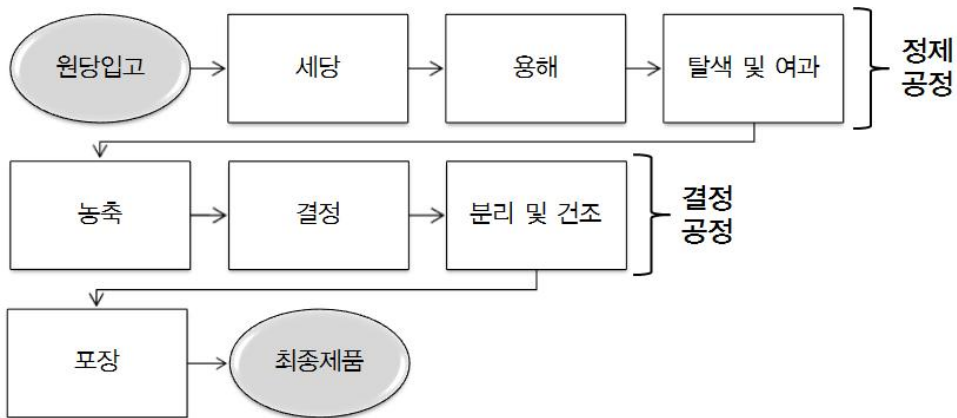 원당입고
세당
용해
탈색 및 여과
정제
공정
농축
결정
분리 및 건조
결정
공정
포장
최종제품